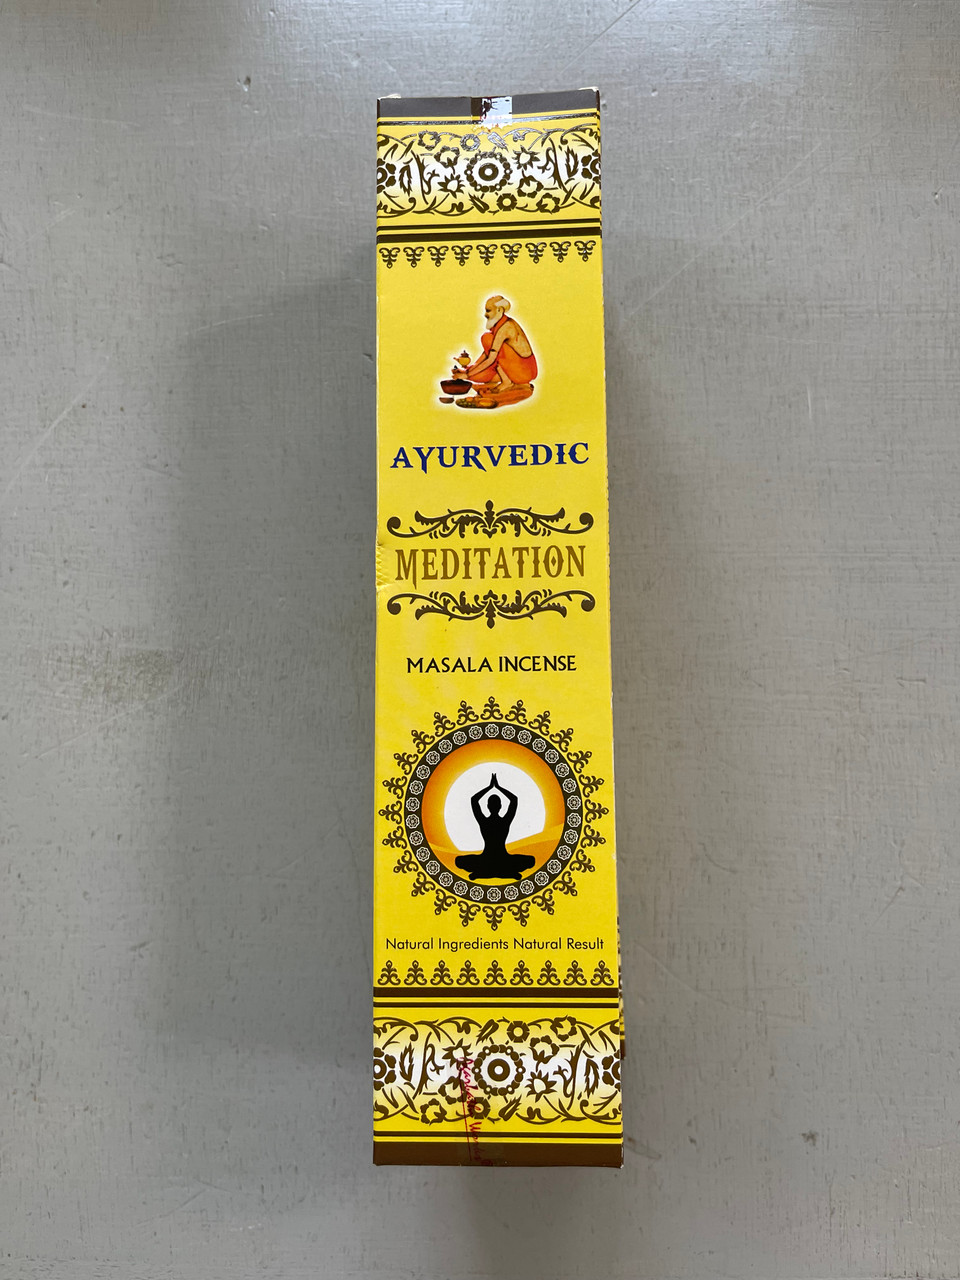 AYURVEDIC
MEDITATION
MASALA INCENSE
Natural Ingredients Natural Result